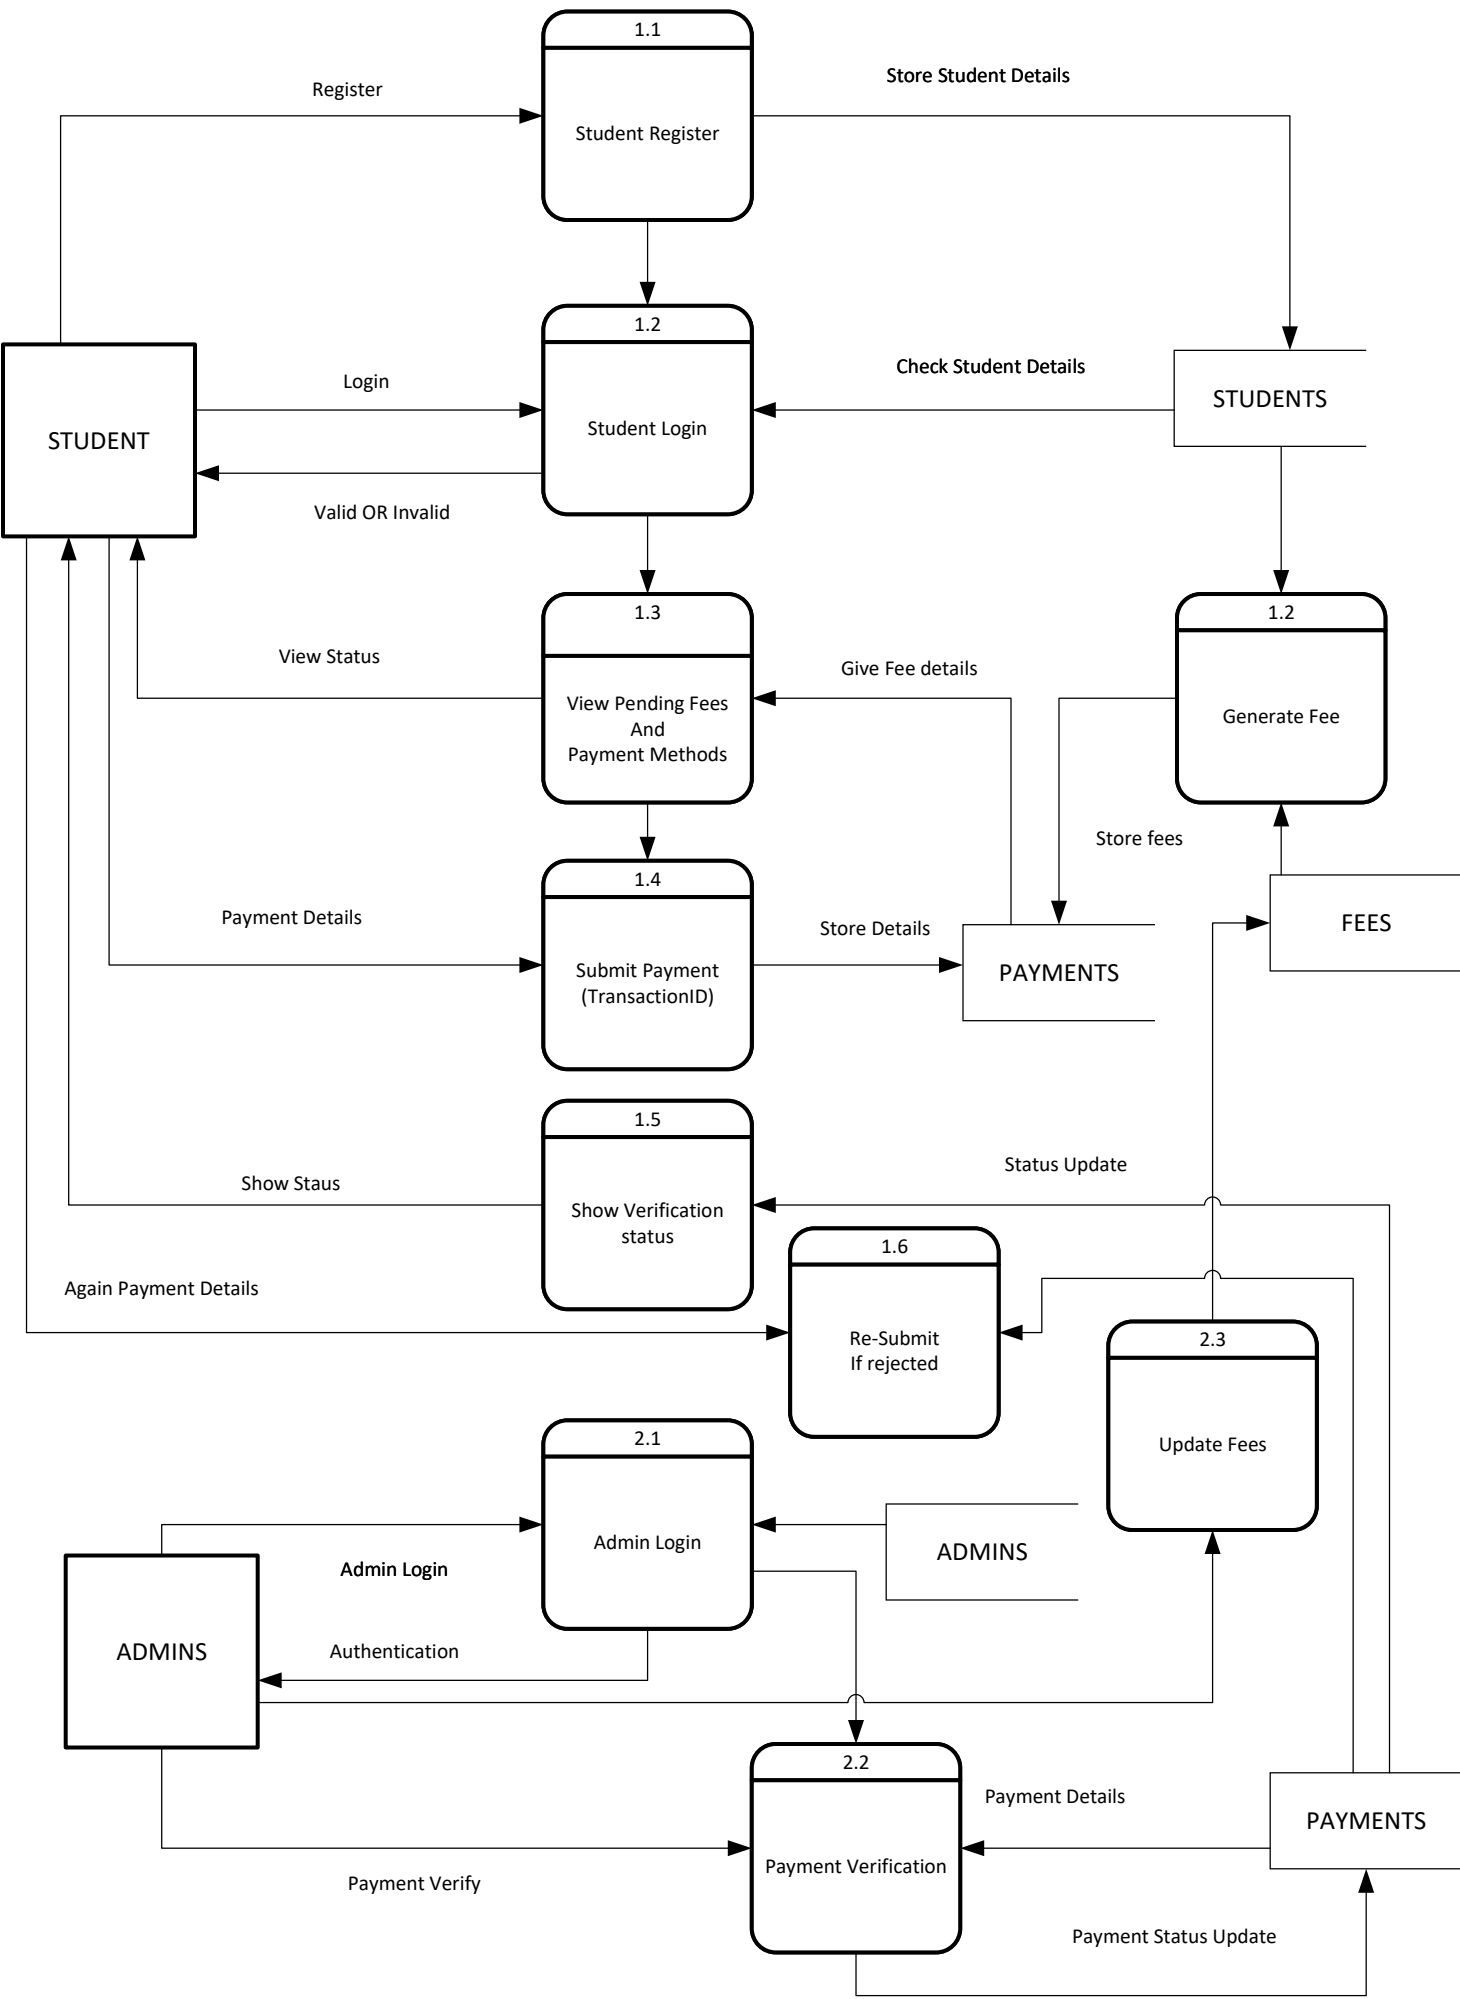 1.1
Register
Store Student Details
Student Register
1.2
Check Student Details
Login
STUDENTS
Student Login
STUDENT
Valid OR Invalid
1.3
1.2
View Status
Give Fee details
View Pending Fees
And
Payment Methods
Generate Fee
Store fees
1.4
Payment Details
Store Details
FEES
Submit Payment
(TransactionID)
PAYMENTS
1.5
Status Update
Show Staus
Show Verification
status
1.6
Again Payment Details
Re-Submit
If rejected
2.3
2.1
Update Fees
Admin Login
ADMINS
Admin Login
ADMINS
Authentication
2.2
Payment Details
PAYMENTS
Payment Verification
Payment Verify
Payment Status Update